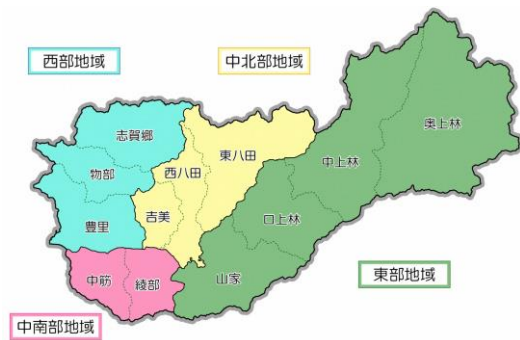 西部地域
中北部地域
志賀郷
奥上林
東八田
中上林
西八田
物部
吉美
口上林
豊里
山家
東部地域
中筋
綾部
中南部地域